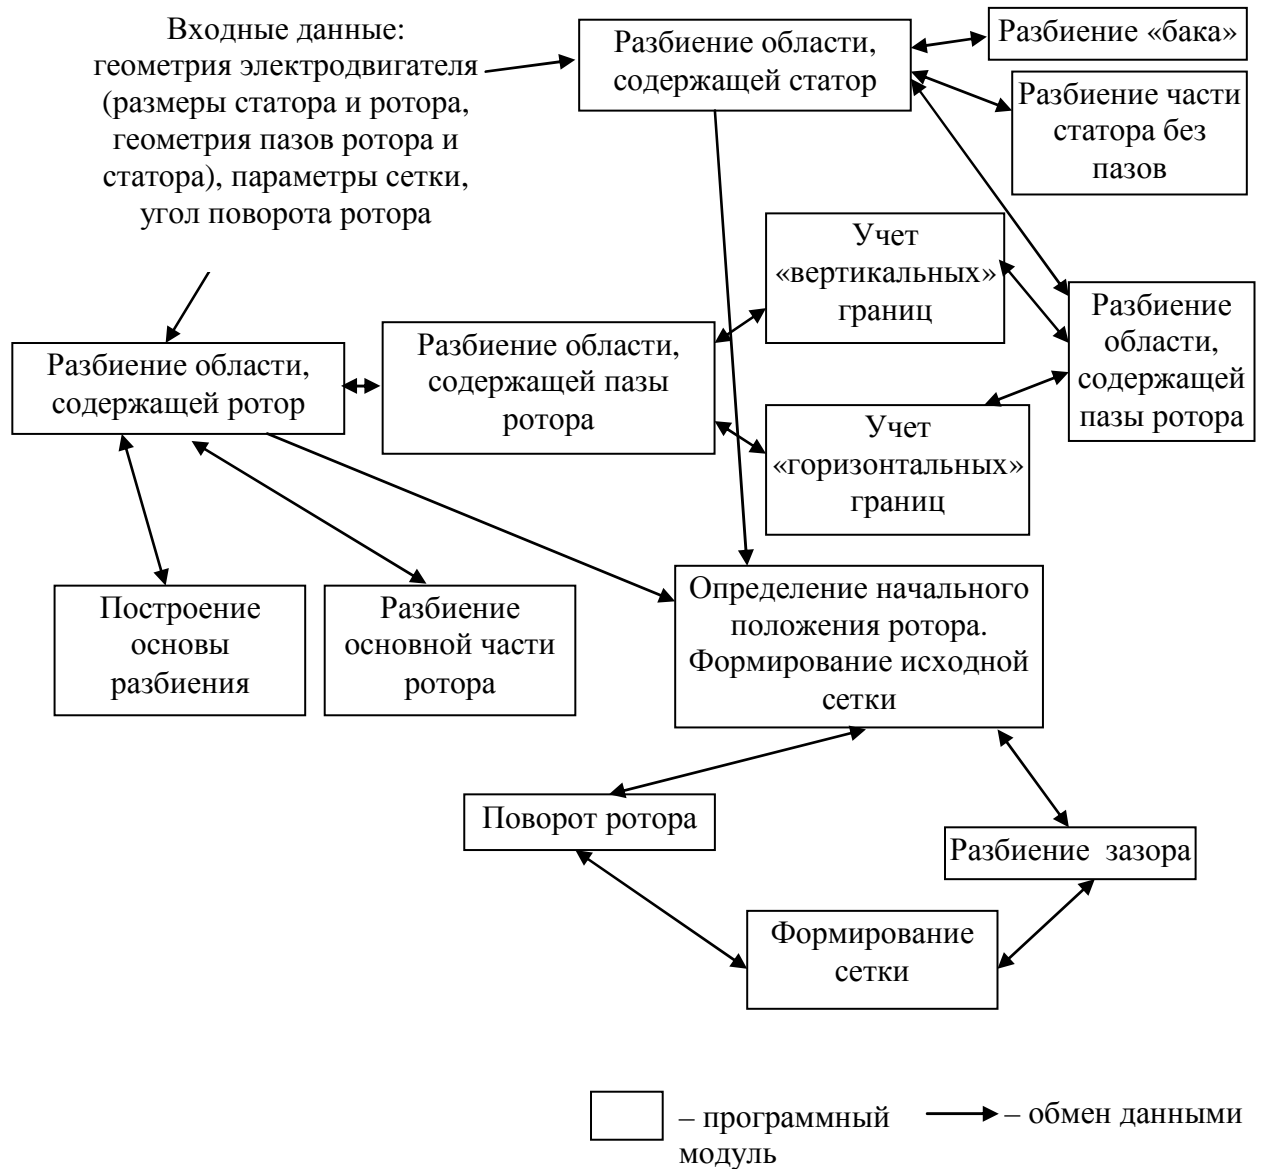 Входные данные:
геометрия электродвигателя
(размеры статора и ротора,
геометрия пазов ротора и
статора), параметры сетки,
угол поворота ротора
Разбиение области,
содержащей статор
Разбиение «бака»
Разбиение части
статора без
пазов
Учет
«вертикальных»
границ
Разбиение
области,
содержащей
пазы ротора
Разбиение области,
содержащей ротор
Разбиение области,
содержащей пазы
ротора
Учет
«горизонтальных»
границ
Построение
основы
разбиения
Разбиение
основной части
ротора
Определение начального
положения ротора.
Формирование исходной
сетки
Поворот ротора
Разбиение зазора
Формирование
сетки
– программный
модуль
– обмен данными